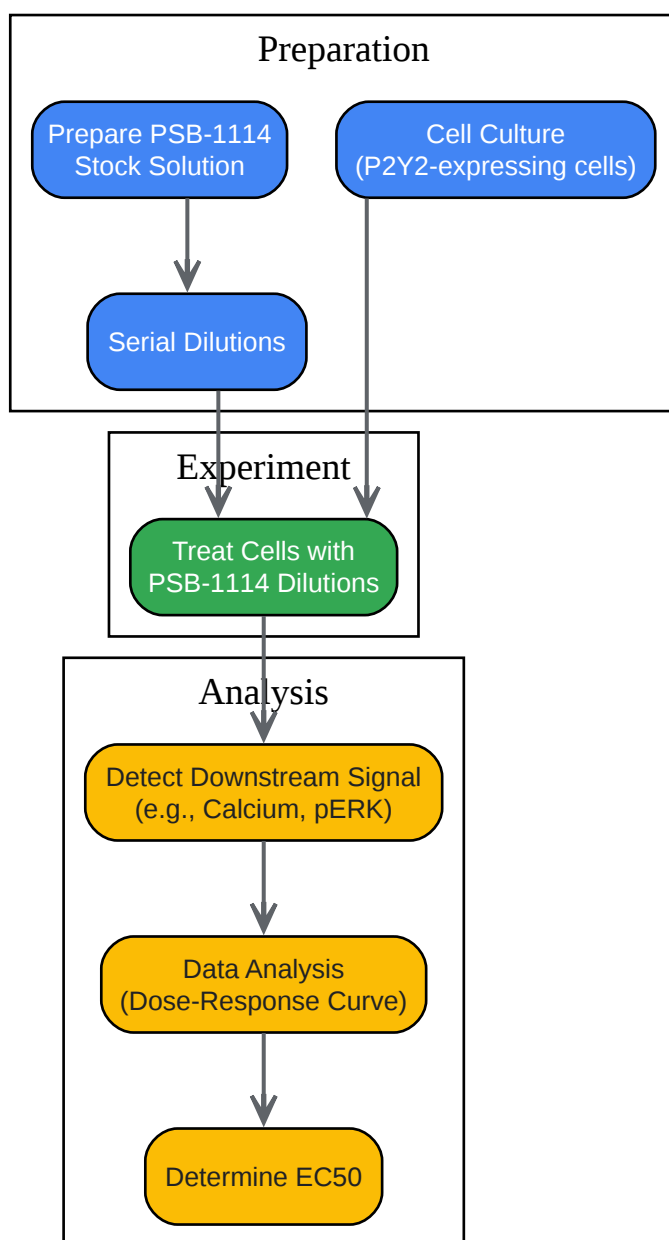 Preparation
Prepare PSB-1114
Stock Solution
Cell Culture
(P2Y2-expressing cells)
Serial Dilutions
Experiment
Treat Cells with
PSB-1114 Dilutions
Analysis
Detect Downstream Signal
(e.g., Calcium, pERK)
Data Analysis
(Dose-Response Curve)
Determine EC50